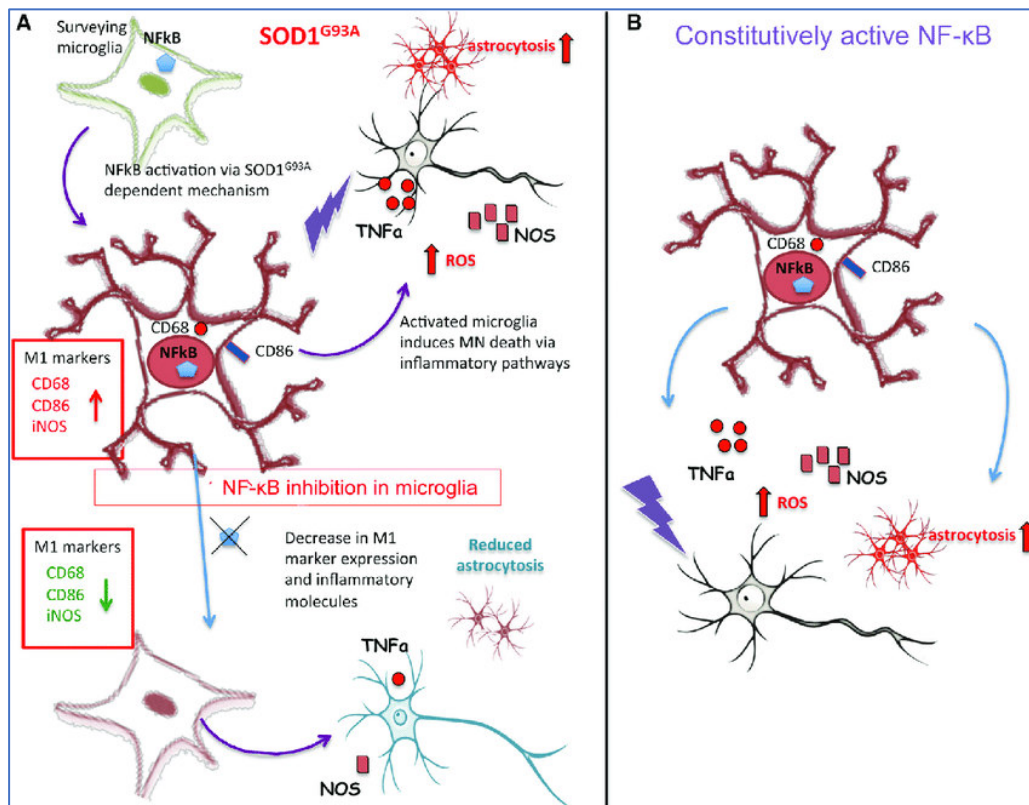 A
Surveying
microglia
NFkB
SOD1G93A
astrocytosis
NFkB activation via SOD1G93A
dependent mechanism
TNFa
NOS
ROS
CD68
NFkB
CD86
Activated microglia
induces MN death via
inflammatory pathways
M1 markers
CD68
CD86
iNOS
NF-κB inhibition in microglia
M1 markers
CD68
CD86
iNOS
Decrease in M1
marker expression
and inflammatory
molecules
Reduced
astrocytosis
TNFa
NOS
B
Constitutively active NF-κB
CD68
NFkB
CD86
TNFa
NOS
ROS
astrocytosis